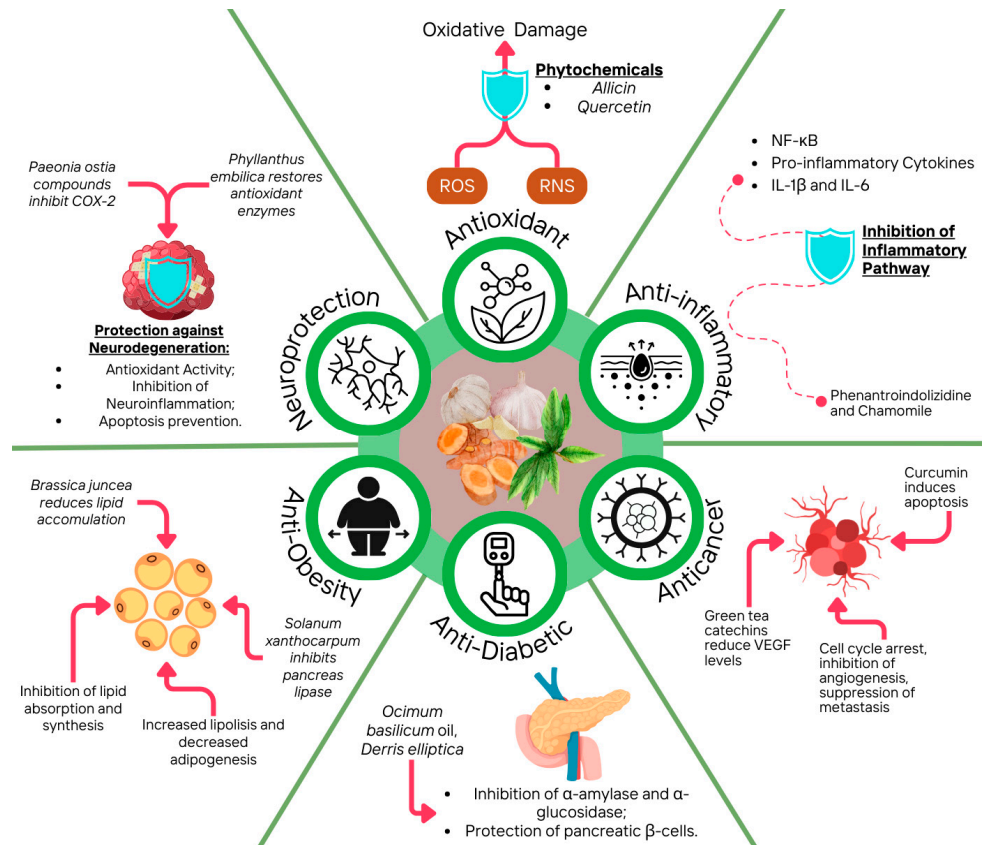 Oxidative Damage
Phytochemicals
• Allicin
• Quercetin
ROS
RNS
Antioxidant
• NF-κB
• Pro-inflammatory Cytokines
• IL-1β and IL-6
Inhibition of
Inflammatory
Pathway
Phenantroindolizidine
and Chamomile
Anti-inflammatory
Paeonia ostia
compounds
inhibit COX-2
Phyllanthus
embilica restores
antioxidant
enzymes
Protection against
Neurodegeneration:
• Antioxidant Activity;
• Inhibition of
Neuroinflammation;
• Apoptosis prevention.
Neuroprotection
Brassica juncea
reduces lipid
accumulation
Solanum
xanthocarpum
inhibits
pancreas
lipase
Inhibition of lipid
absorption and
synthesis
Increased lipolisis and
decreased
adipogenesis
Anti-Obesity
Anti-Diabetic
Ocimum
basilicum oil,
Derris elliptica
• Inhibition of α-amylase and α-
glucosidase;
• Protection of pancreatic β-cells.
Anticancer
Curcumin
induces
apoptosis
Green tea
catechins
reduce VEGF
levels
Cell cycle arrest,
inhibition of
angiogenesis,
suppression of
metastasis